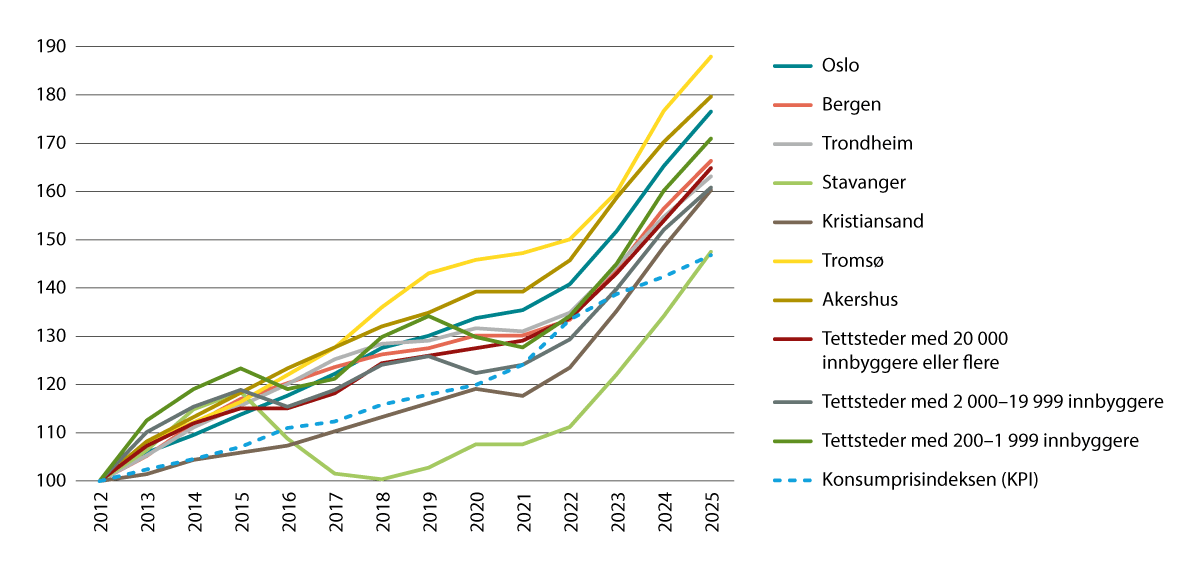 190
180
170
160
150
140
130
120
110
100
2012
2013
2014
2015
2016
2017
2018
2019
2020
2021
2022
2023
2024
2025
Oslo
Bergen
Trondheim
Stavanger
Kristiansand
Tromsø
Akershus
Tettsteder med 20 000
innbyggere eller flere
Tettsteder med 2 000–19 999 innbyggere
Tettsteder med 200–1 999 innbyggere
Konsumprisindeksen (KPI)